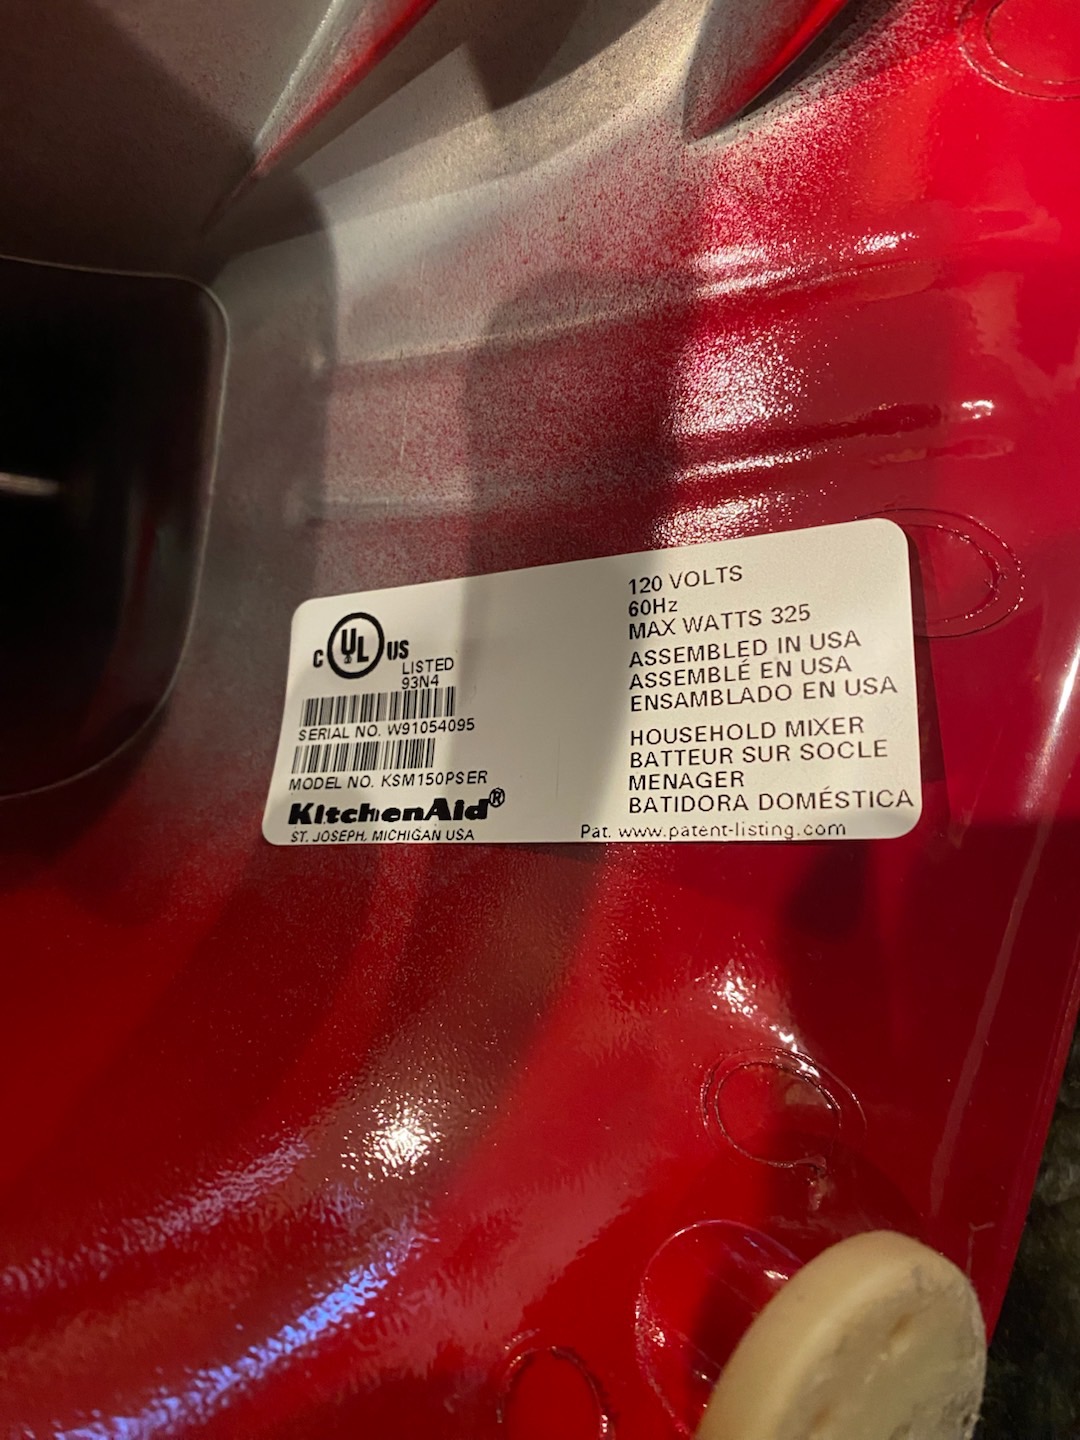 C UL US
LISTED
93N4
SERIAL NO. W91054095
MODEL NO. KSM150PSER
KitchenAid®
ST. JOSEPH, MICHIGAN USA
120 VOLTS
60Hz
MAX WATTS 325
ASSEMBLED IN USA
ASSEMBLÉ EN USA
ENSAMBLADO EN USA
HOUSEHOLD MIXER
BATTEUR SUR SOCLE
MENAGER
BATIDORA DOMÉSTICA
Pat. www.patent-listing.com